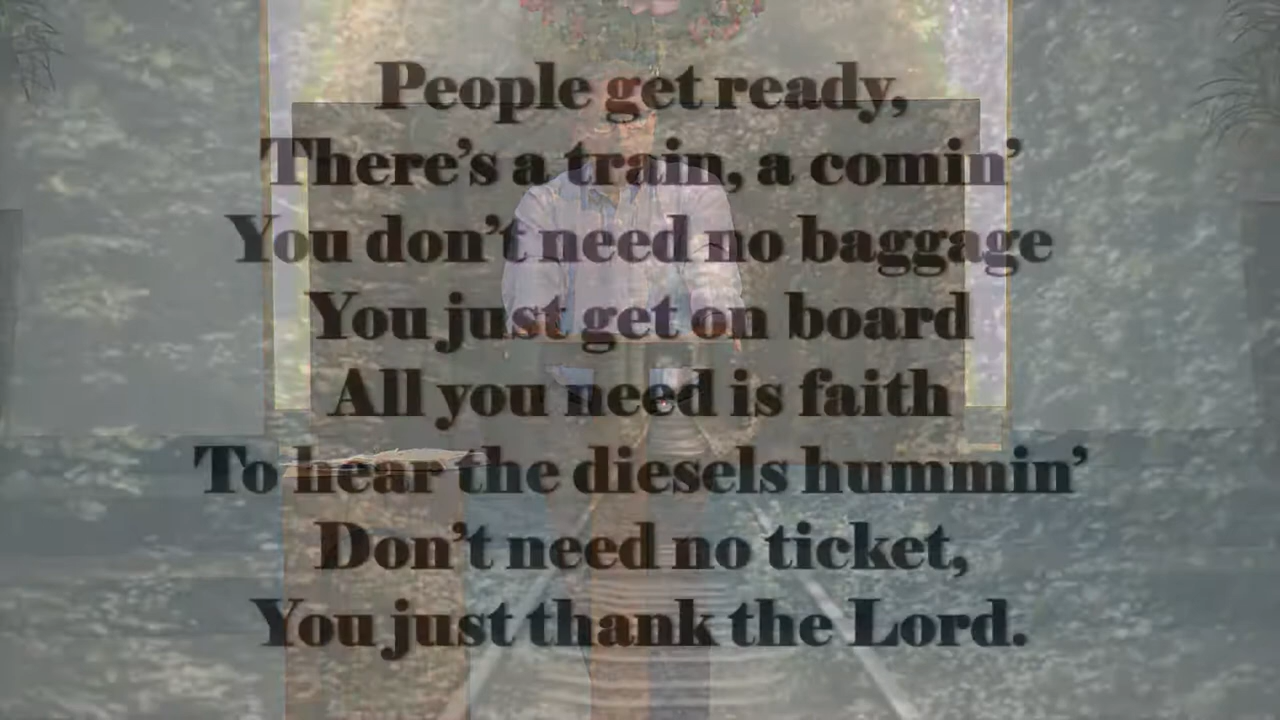 People get ready,
There's a train, a comin'
You don't need no baggage
You just get on board
All you need is faith
To hear the diesels hummin'
Don't need no ticket,
You just thank the Lord.